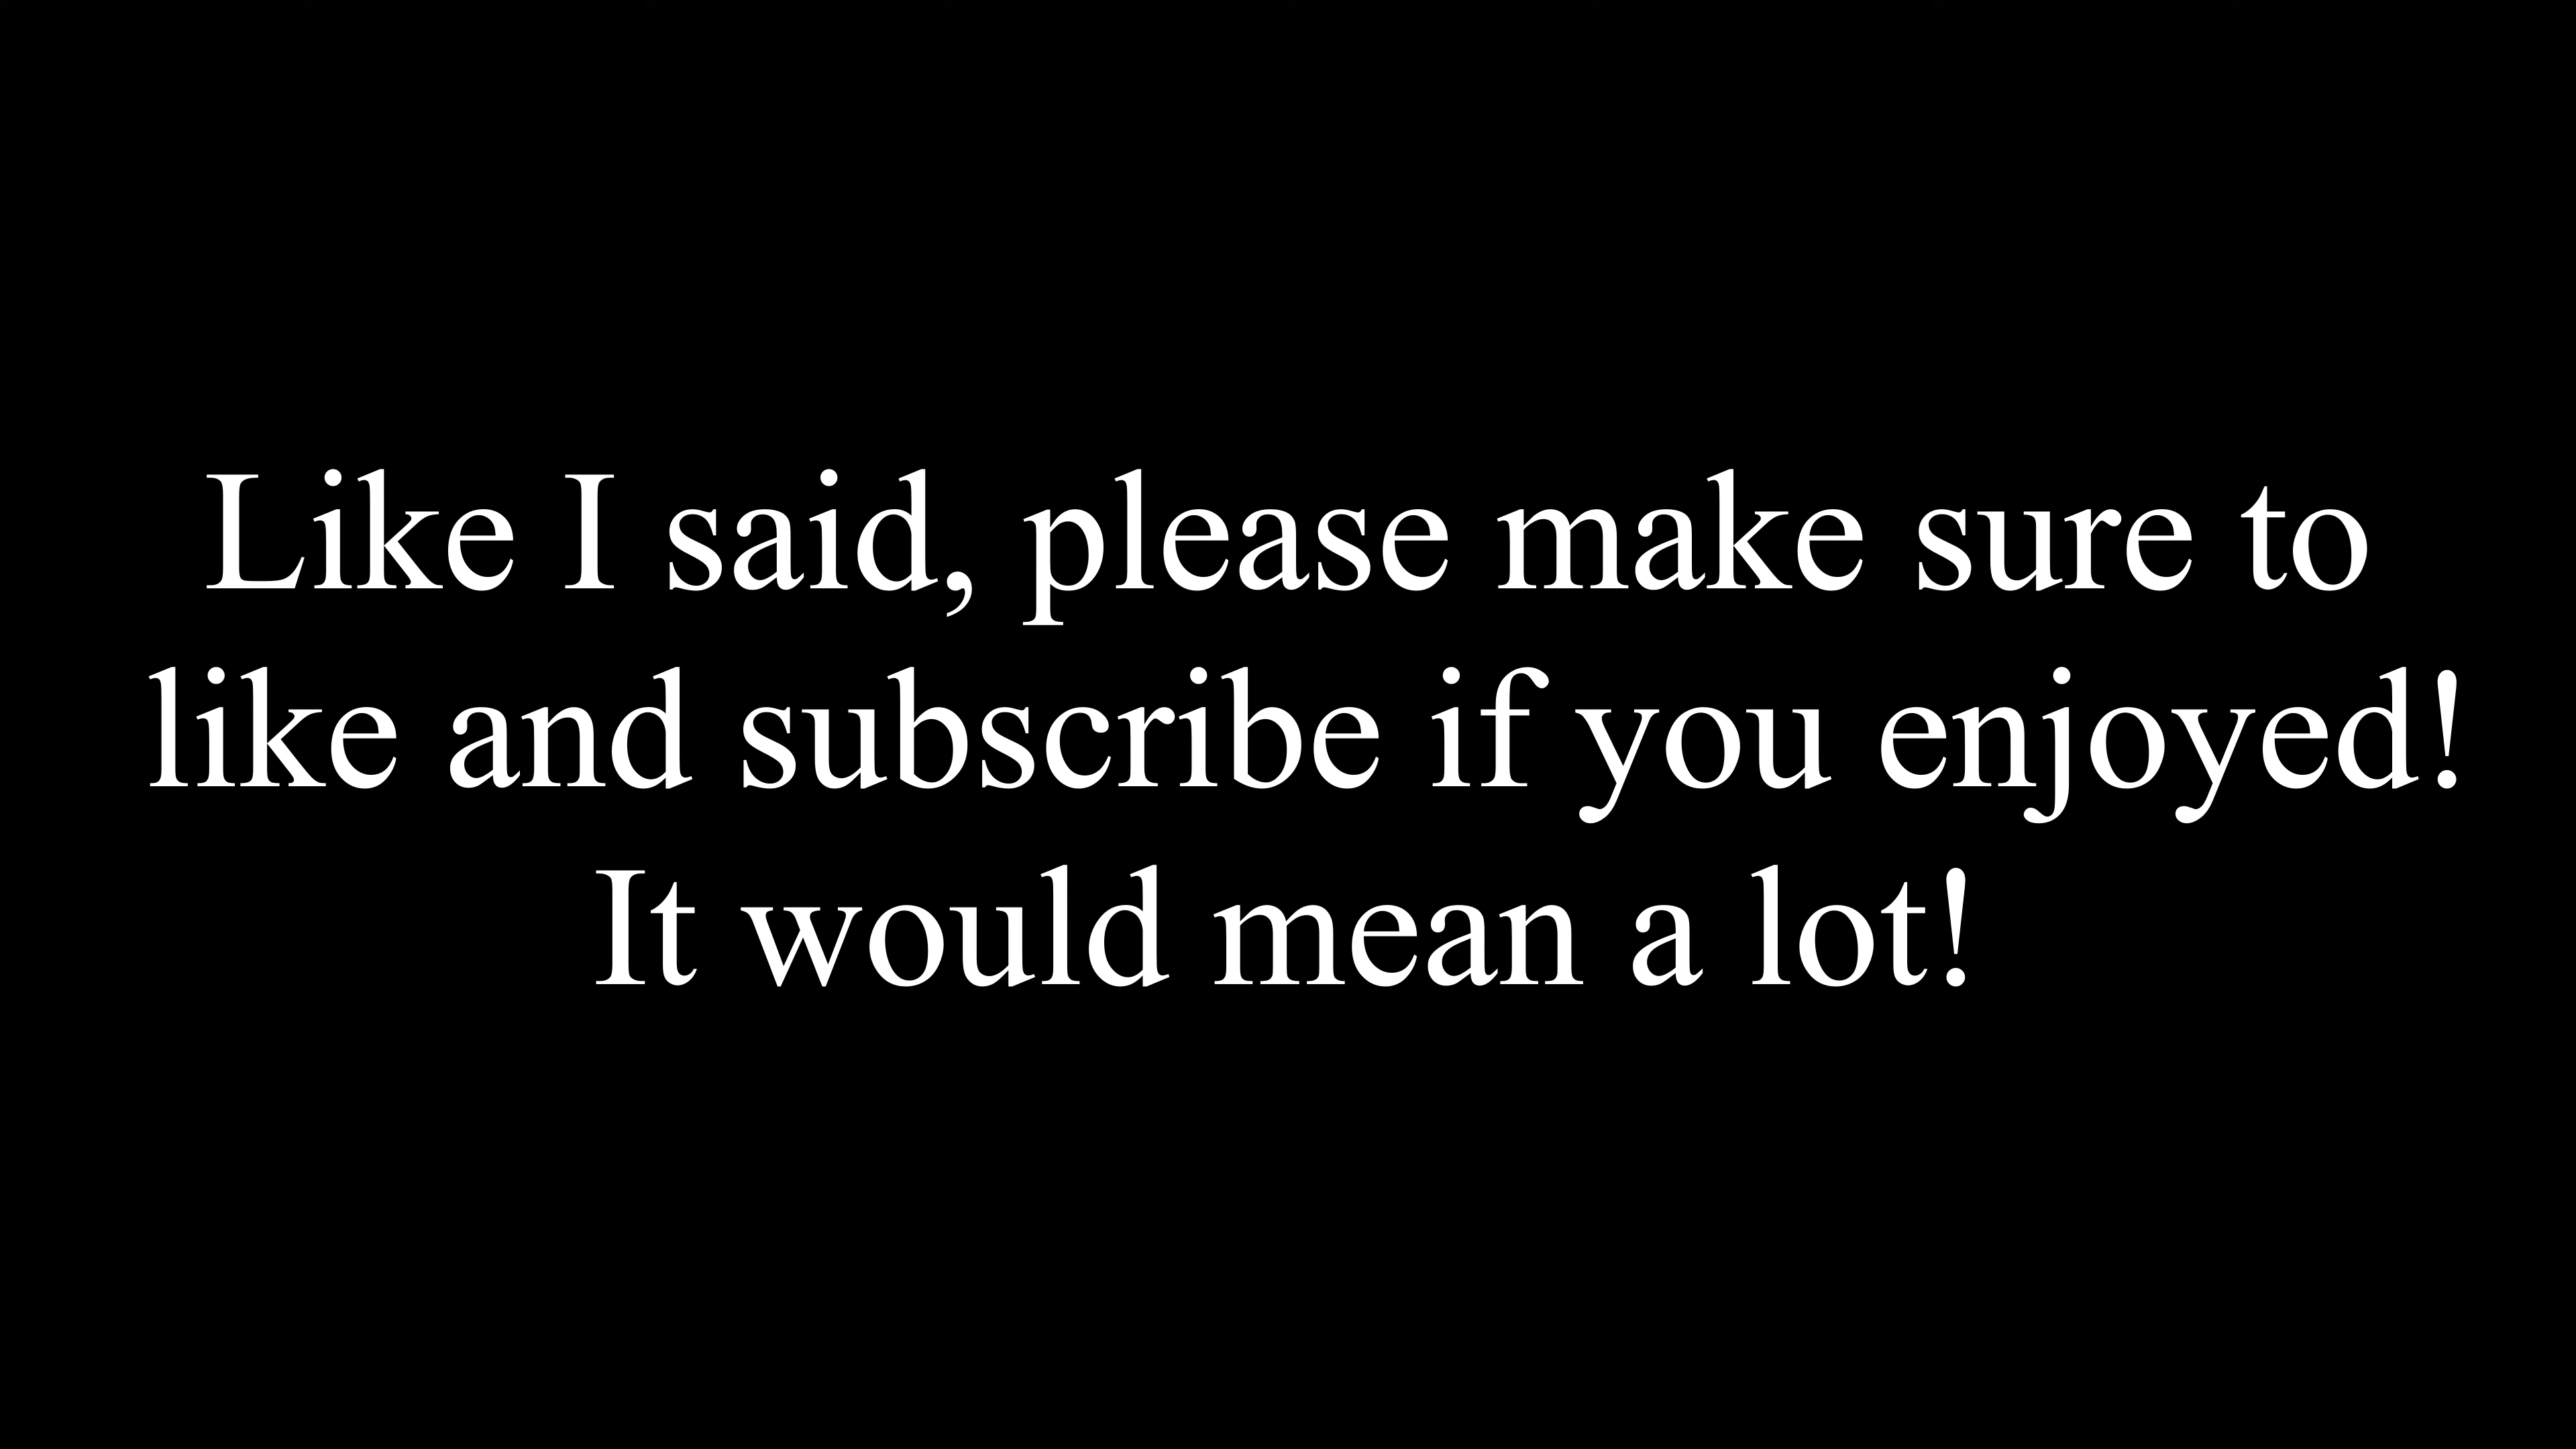 Like I said, please make sure to
like and subscribe if you enjoyed!
It would mean a lot!